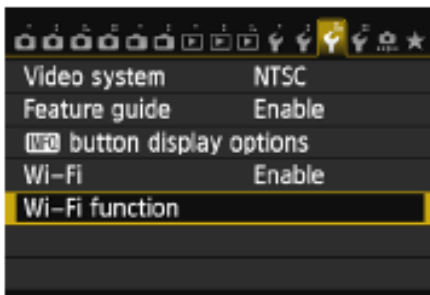 Video system NTSC
Feature guide Enable
INFO. button display options
Wi-Fi Enable
Wi-Fi function